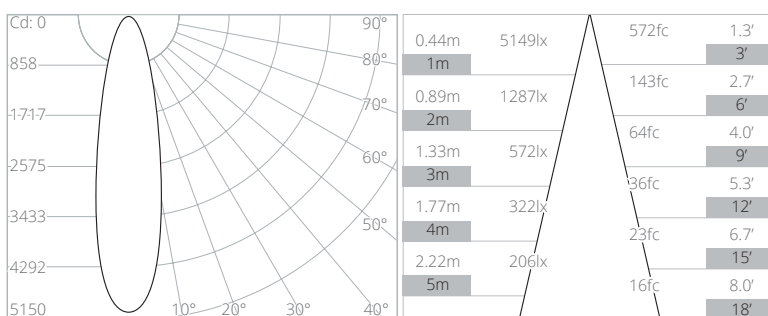 Cd: 0
858
1717
2575
3433
4292
5150
90°
80°
70°
60°
50°
10° 20° 30° 40°
0.44m 5149lx
1m
0.89m 1287lx
2m
1.33m 572lx
3m
1.77m 322lx
4m
2.22m 206lx
5m
572fc 1.3'
3'
143fc 2.7'
6'
64fc 4.0'
9'
36fc 5.3'
12'
23fc 6.7'
15'
16fc 8.0'
18'